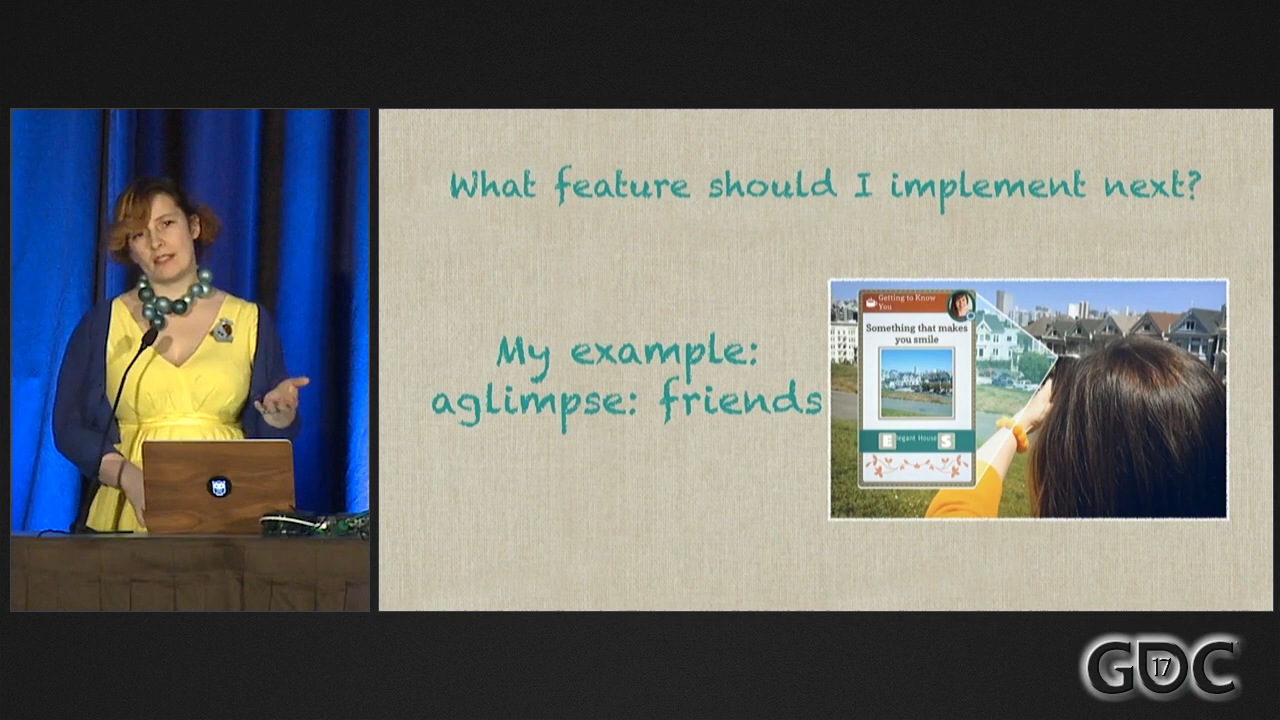 What feature should I implement next?
My example:
aglimpse: friends
Getting to Know
You
Something that makes
you smile
Elegant Houses
GDC
17